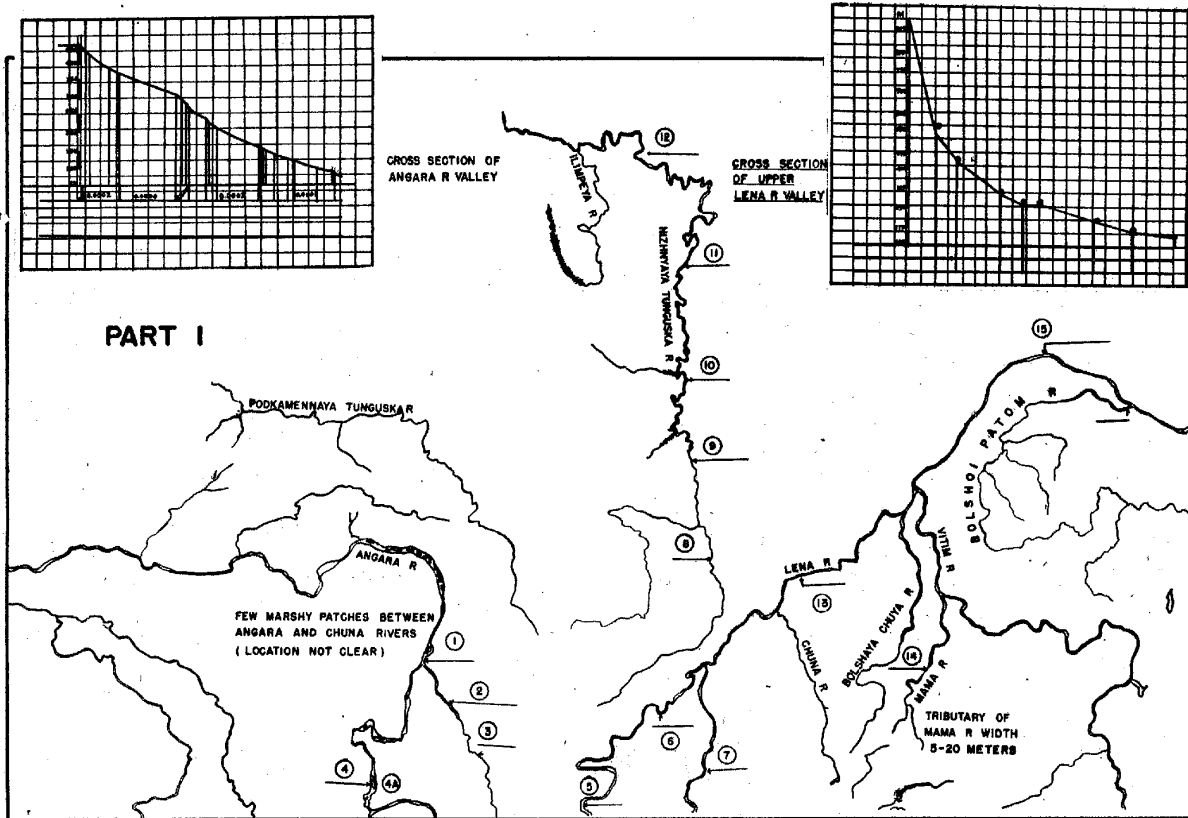 CROSS SECTION OF
ANGARA R VALLEY
CROSS SECTION
OF UPPER
LENA R VALLEY
M
PART I
12
ILIMPEYA R
11
NIZHNYAYA TUNGUSKA R
10
9
8
15
BOLSHOI PATOM R
PODKAMENNAYA TUNGUSKA R
ANGARA R
FEW MARSHY PATCHES BETWEEN
ANGARA AND CHUNA RIVERS
( LOCATION NOT CLEAR )
1
2
3
4
4A
5
6
7
LENA R
13
CHUNA R
BOLSHAYA CHUYA R
VITIM R
14
MAMA R
TRIBUTARY OF
MAMA R WIDTH
5-20 METERS